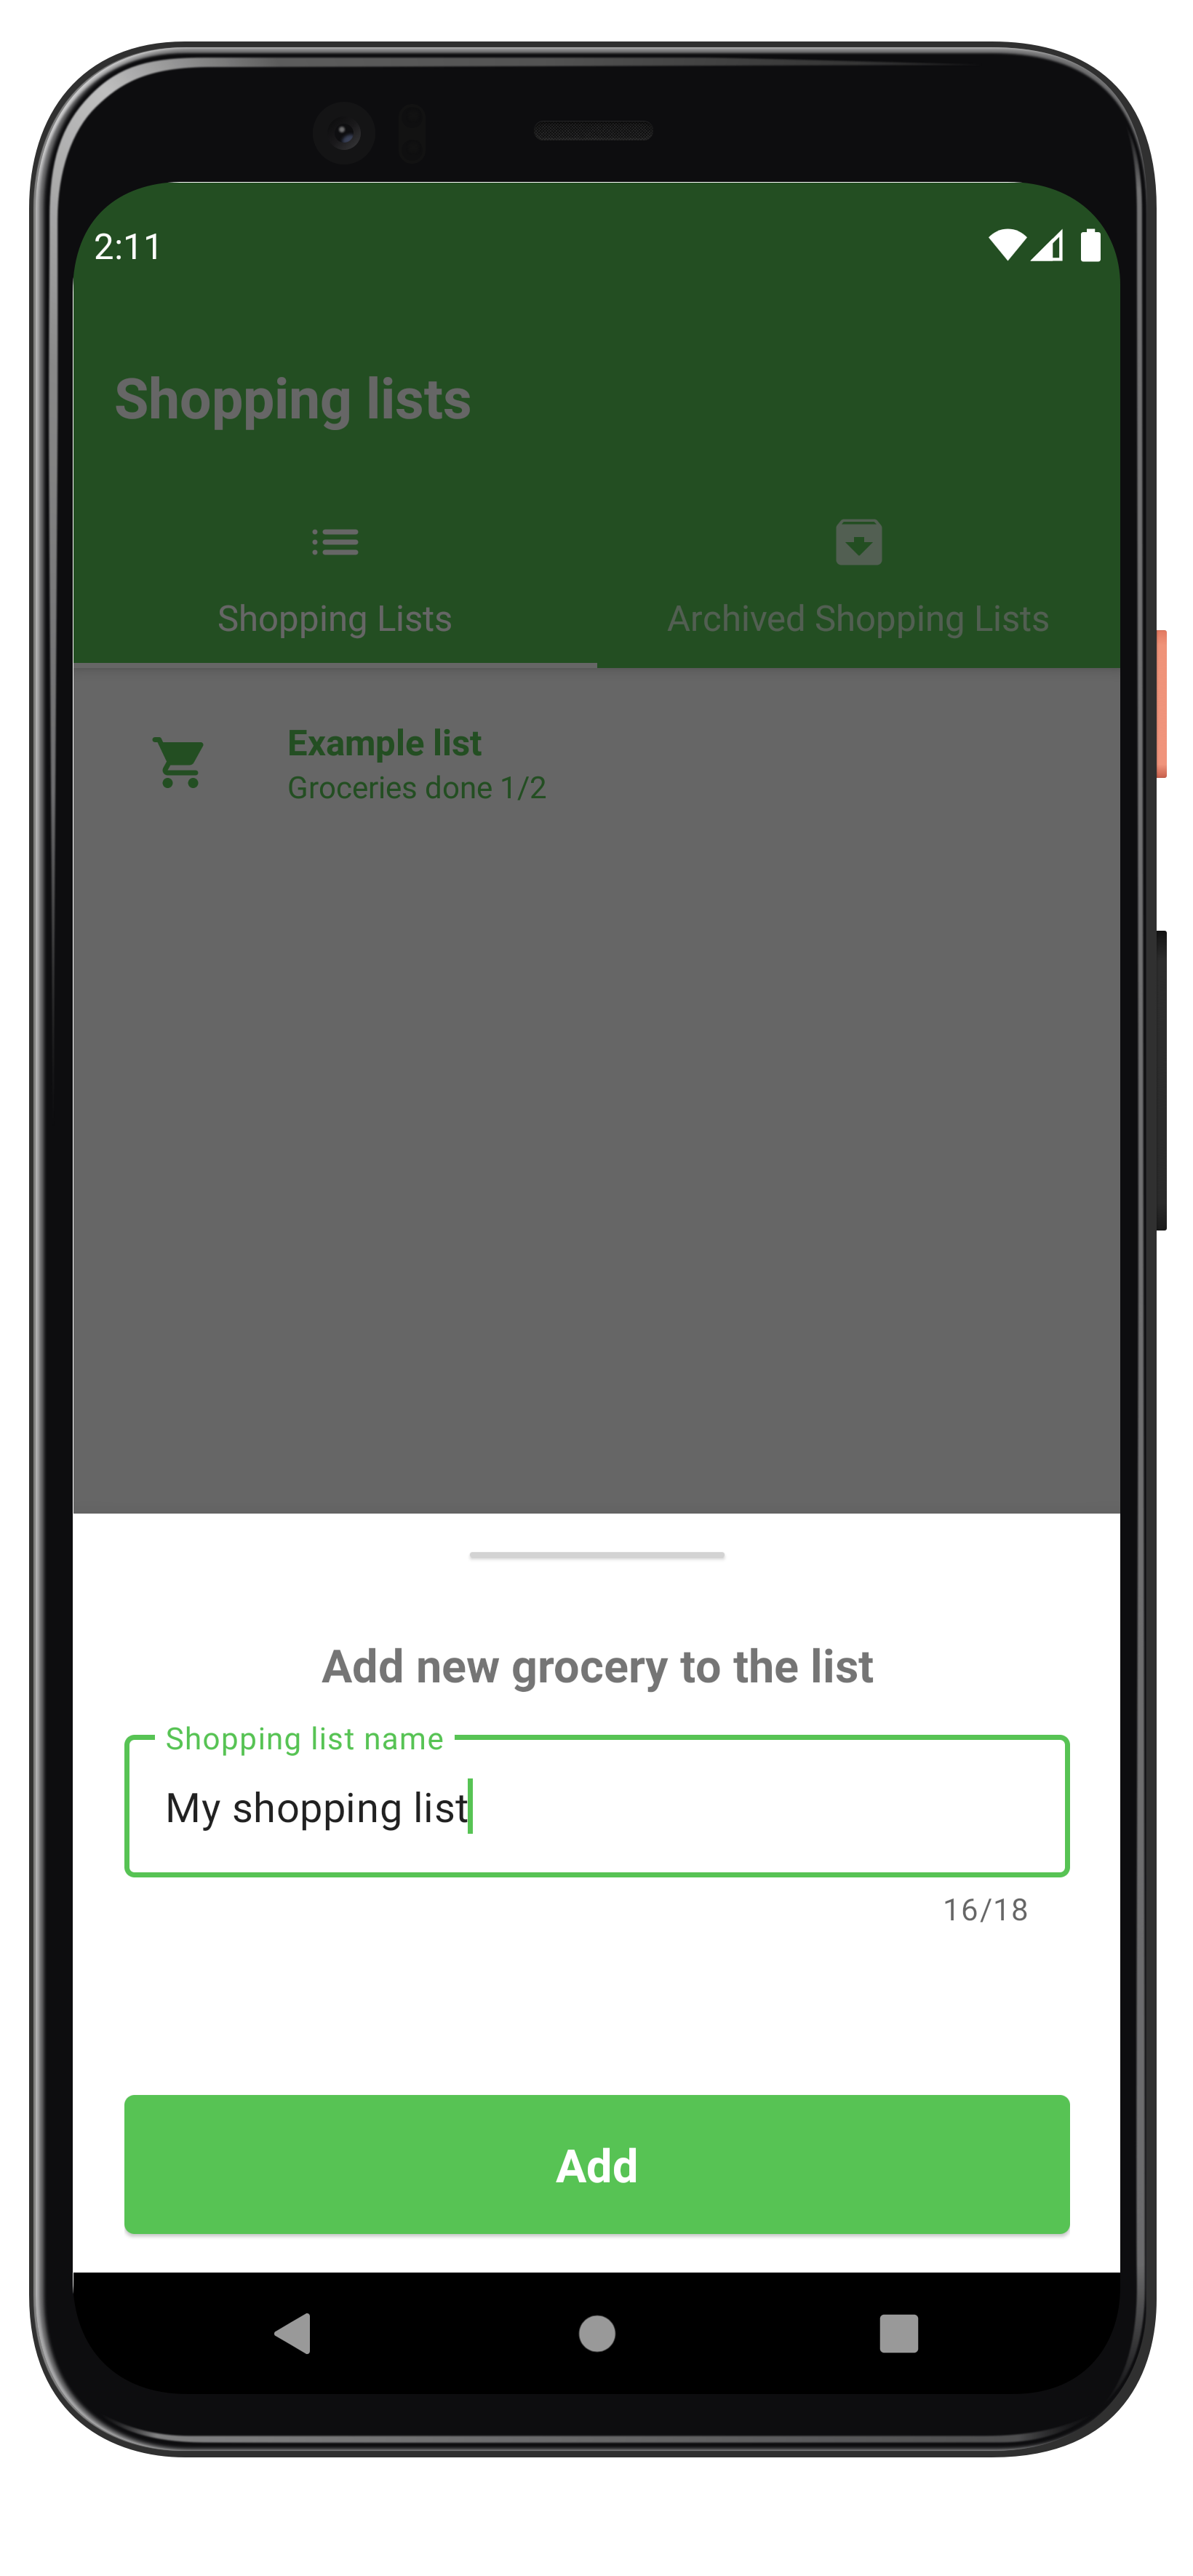 2:11
Shopping lists
Shopping Lists
Archived Shopping Lists
Example list
Groceries done 1/2
Add new grocery to the list
Shopping list name
My shopping list
16/18
Add